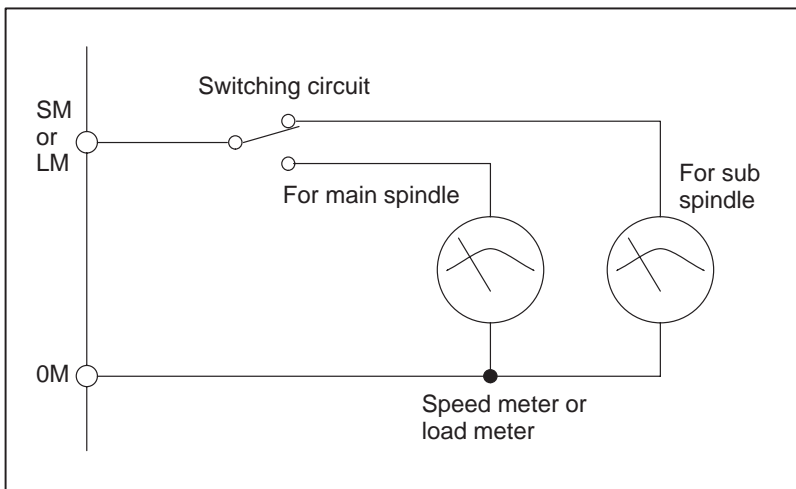 Switching circuit
SM
or
LM
For main spindle
For sub
spindle
0M
Speed meter or
load meter